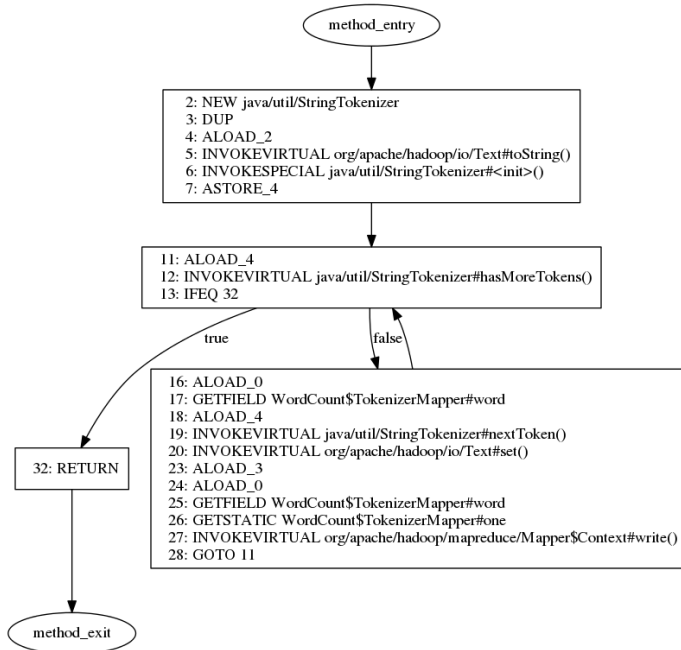 method_entry
2: NEW java/util/StringTokenizer
3: DUP
4: ALOAD_2
5: INVOKEVIRTUAL org/apache/hadoop/io/Text#toString()
6: INVOKESPECIAL java/util/StringTokenizer#<init>()
7: ASTORE_4
11: ALOAD_4
12: INVOKEVIRTUAL java/util/StringTokenizer#hasMoreTokens()
13: IFEQ 32
true
false
16: ALOAD_0
17: GETFIELD WordCount$TokenizerMapper#word
18: ALOAD_4
19: INVOKEVIRTUAL java/util/StringTokenizer#nextToken()
20: INVOKEVIRTUAL org/apache/hadoop/io/Text#set()
23: ALOAD_3
24: ALOAD_0
25: GETFIELD WordCount$TokenizerMapper#word
26: GETSTATIC WordCount$TokenizerMapper#one
27: INVOKEVIRTUAL org/apache/hadoop/mapreduce/Mapper$Context#write()
28: GOTO 11
32: RETURN
method_exit